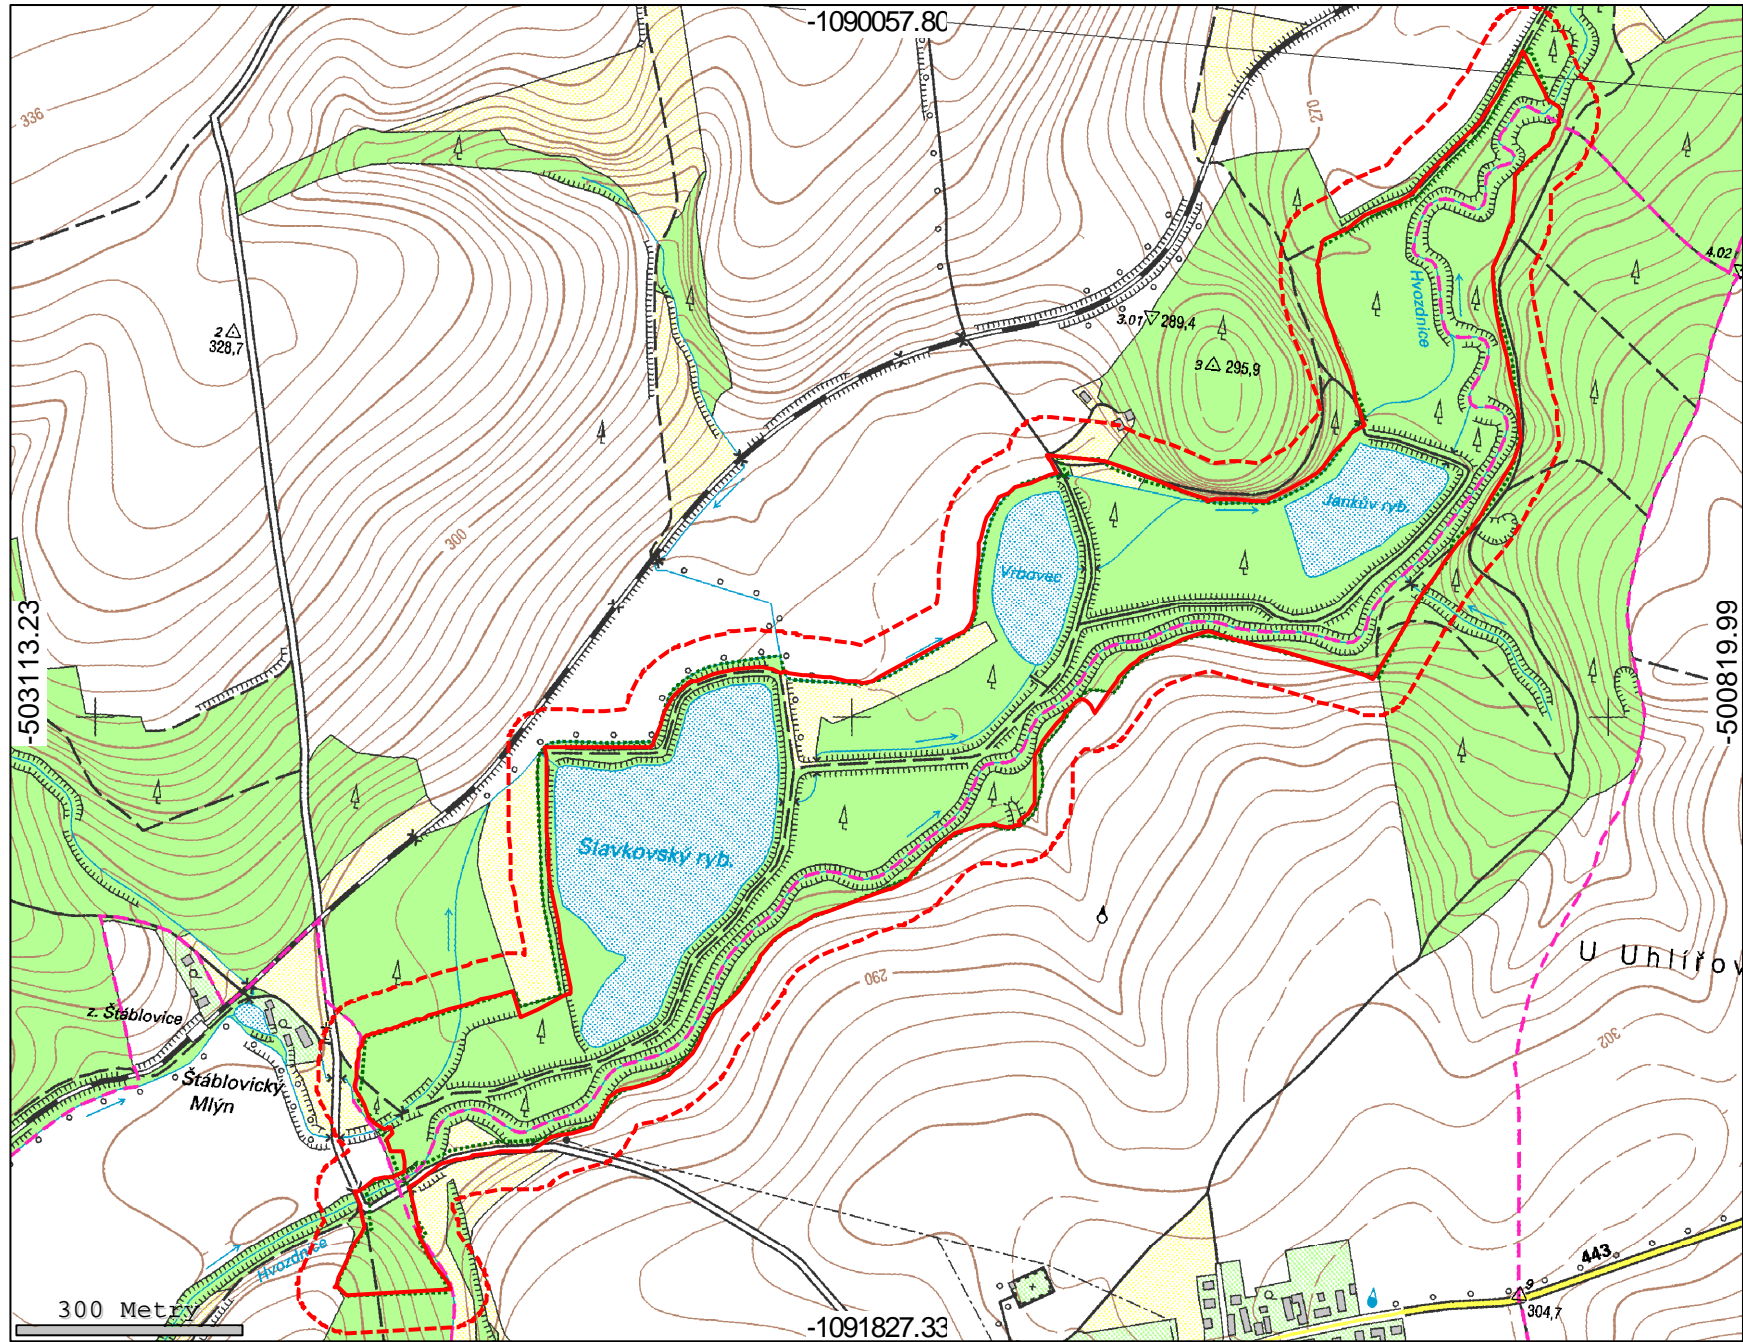 -1090057.80
336
270
4.02
Hvozdnice
2
328,7
3.01 289,4
3 295,9
300
Jankův ryb.
Vrbovec
-503113.23
-500819.99
Slavkovský ryb.
U Uhlířov
290
z. Štáblovice
302
Štáblovický
Mlýn
Hvozdnice
443
9
304,7
300 Metry
-1091827.33